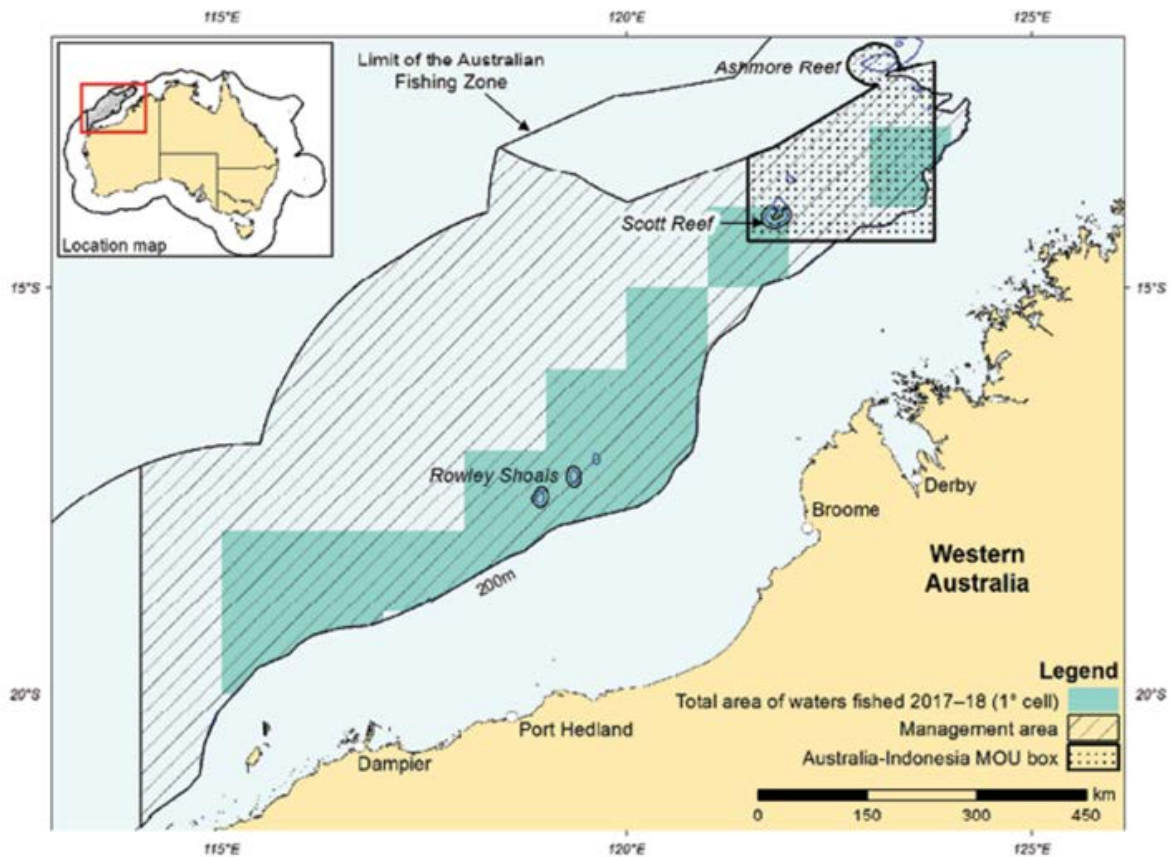 115°E
120°E
125°E
Limit of the Australian
Fishing Zone
Ashmore Reef
Location map
Scott Reef
15°S
15°S
Rowley Shoals
Derby
Broome
Western
Australia
200m
Legend
20°S
20°S
Total area of waters fished 2017–18 (1° cell)
Port Hedland
Management area
Dampier
Australia-Indonesia MOU box
km
0
150
300
450
115°E
120°E
125°E